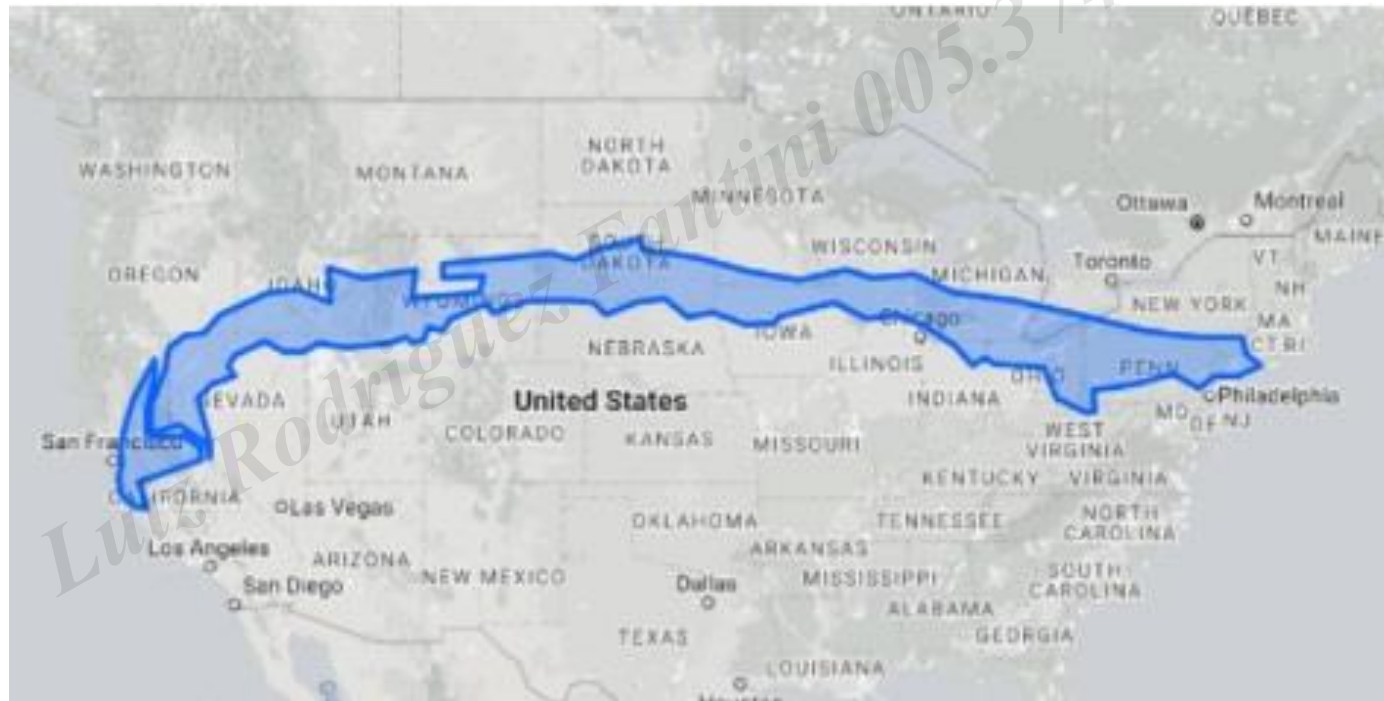 ONTARIO
QUÉBEC
WASHINGTON
MONTANA
NORTH
DAKOTA
MINNESOTA
Ottawa
Montreal
MAINE
OREGON
IDAHO
SOUTH
DAKOTA
WISCONSIN
MICHIGAN
Toronto
VT
NH
WYOMING
NEW YORK
MA
CT RI
IOWA
Chicago
NEBRASKA
ILLINOIS
OHIO
PENN
NEVADA
UTAH
United States
INDIANA
Philadelphia
MD
DE NJ
San Francisco
COLORADO
KANSAS
MISSOURI
WEST
VIRGINIA
KENTUCKY
VIRGINIA
CALIFORNIA
Las Vegas
OKLAHOMA
TENNESSEE
NORTH
CAROLINA
Los Angeles
ARIZONA
NEW MEXICO
ARKANSAS
San Diego
Dallas
MISSISSIPPI
SOUTH
CAROLINA
ALABAMA
TEXAS
GEORGIA
LOUISIANA
Luiz Rodriguez Fantini 005.37